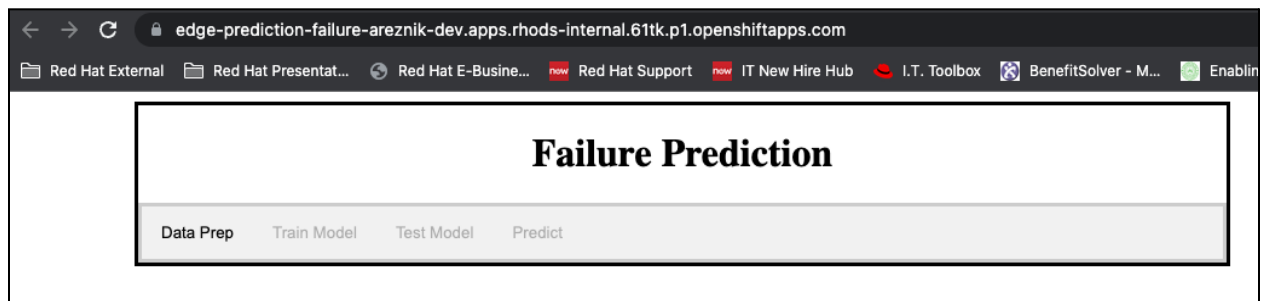 edge-prediction-failure-areznik-dev.apps.rhods-internal.61tk.p1.openshiftapps.com
Red Hat External Red Hat Presentat... Red Hat E-Busine... now Red Hat Support now IT New Hire Hub I.T. Toolbox BenefitSolver - M... Enablin
Failure Prediction
Data Prep Train Model Test Model Predict